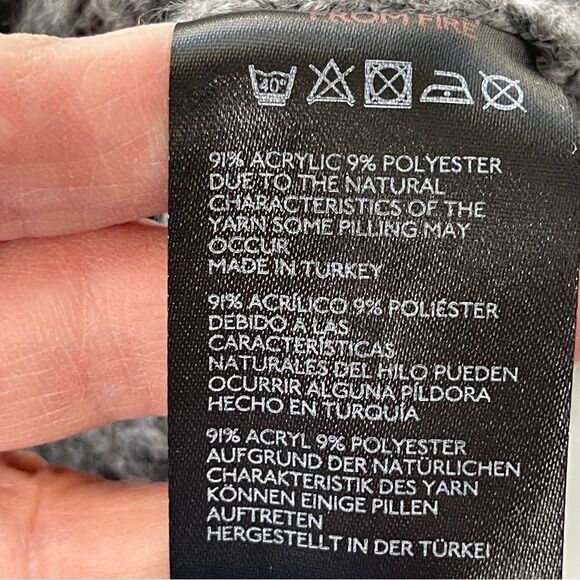 FROM FIRE
40°
91% ACRYLIC 9% POLYESTER
DUE TO THE NATURAL
CHARACTERISTICS OF THE
YARN SOME PILLING MAY
OCCUR
MADE IN TURKEY
91% ACRÍLICO 9% POLIÉSTER
DEBIDO A LAS
CARACTERÍSTICAS
NATURALES DEL HILO PUEDEN
OCURRIR ALGUNA PÍLDORA
HECHO EN TURQUÍA
91% ACRYL 9% POLYESTER
AUFGRUND DER NATÜRLICHEN
CHARAKTERISTIK DES YARN
KÖNNEN EINIGE PILLEN
AUFTRETEN
HERGESTELLT IN DER TÜRKEI